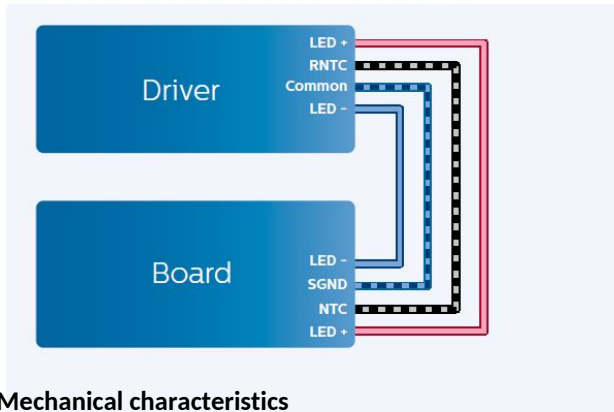 LED +
RNTC
Driver
Common
LED -
LED -
Board
SGND
NTC
LED +
Mechanical characteristics